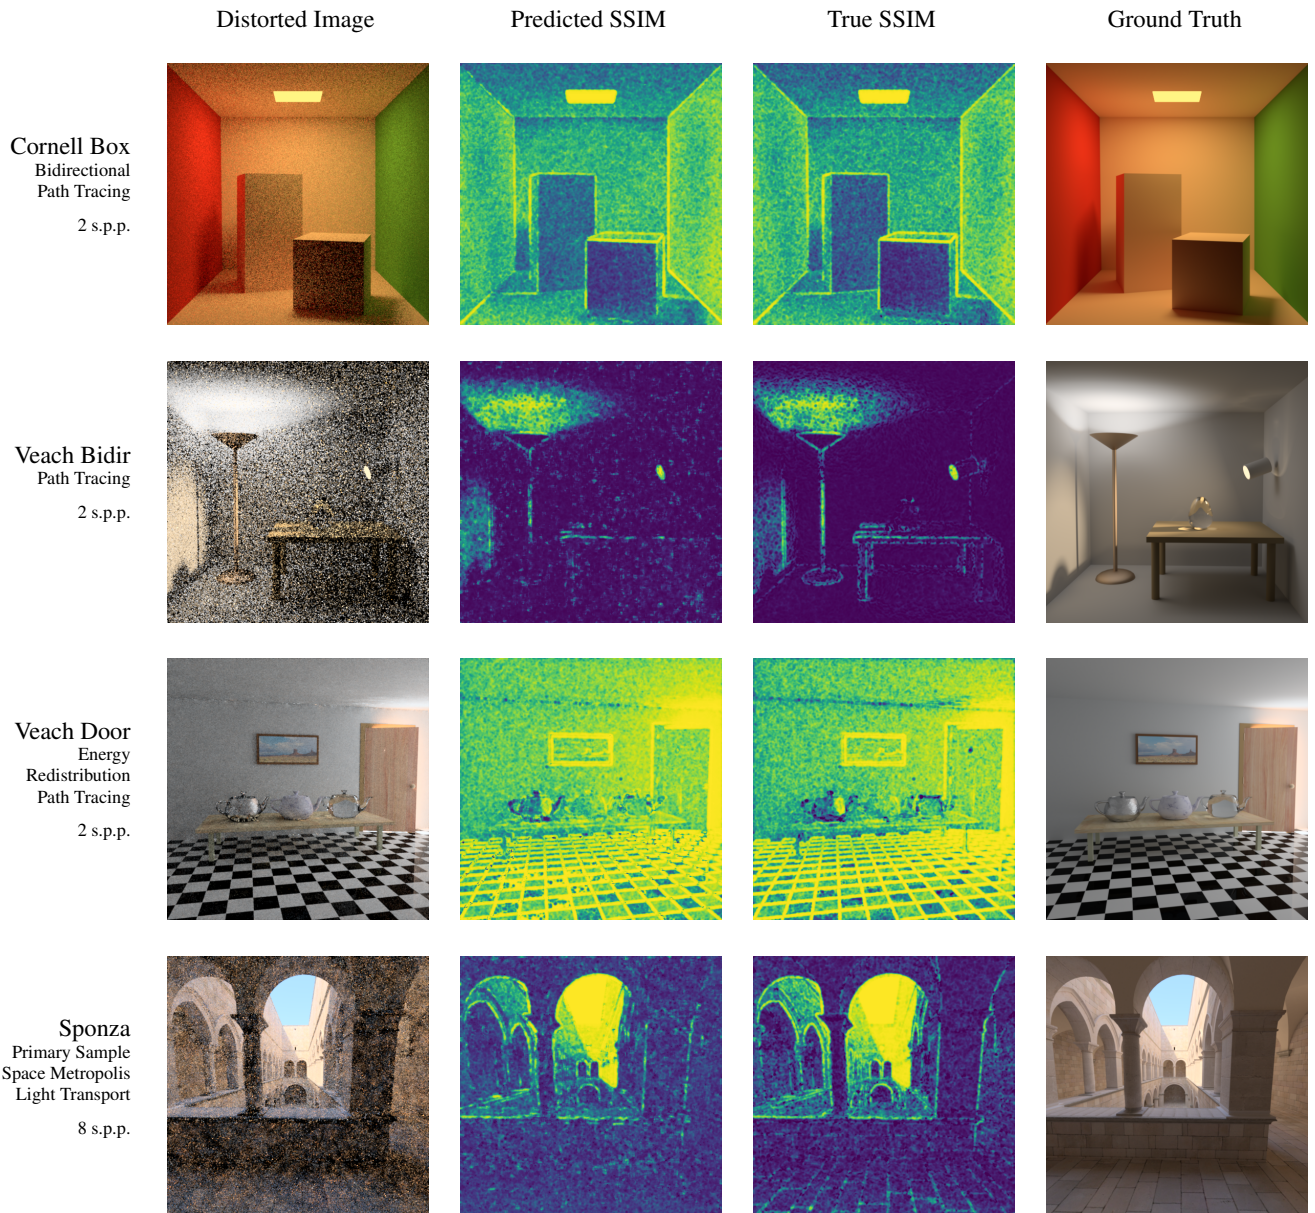 Distorted Image
Predicted SSIM
True SSIM
Ground Truth
Cornell Box
Bidirectional
Path Tracing
2 s.p.p.
Veach Bidir
Path Tracing
2 s.p.p.
Veach Door
Energy
Redistribution
Path Tracing
2 s.p.p.
Sponza
Primary Sample
Space Metropolis
Light Transport
8 s.p.p.